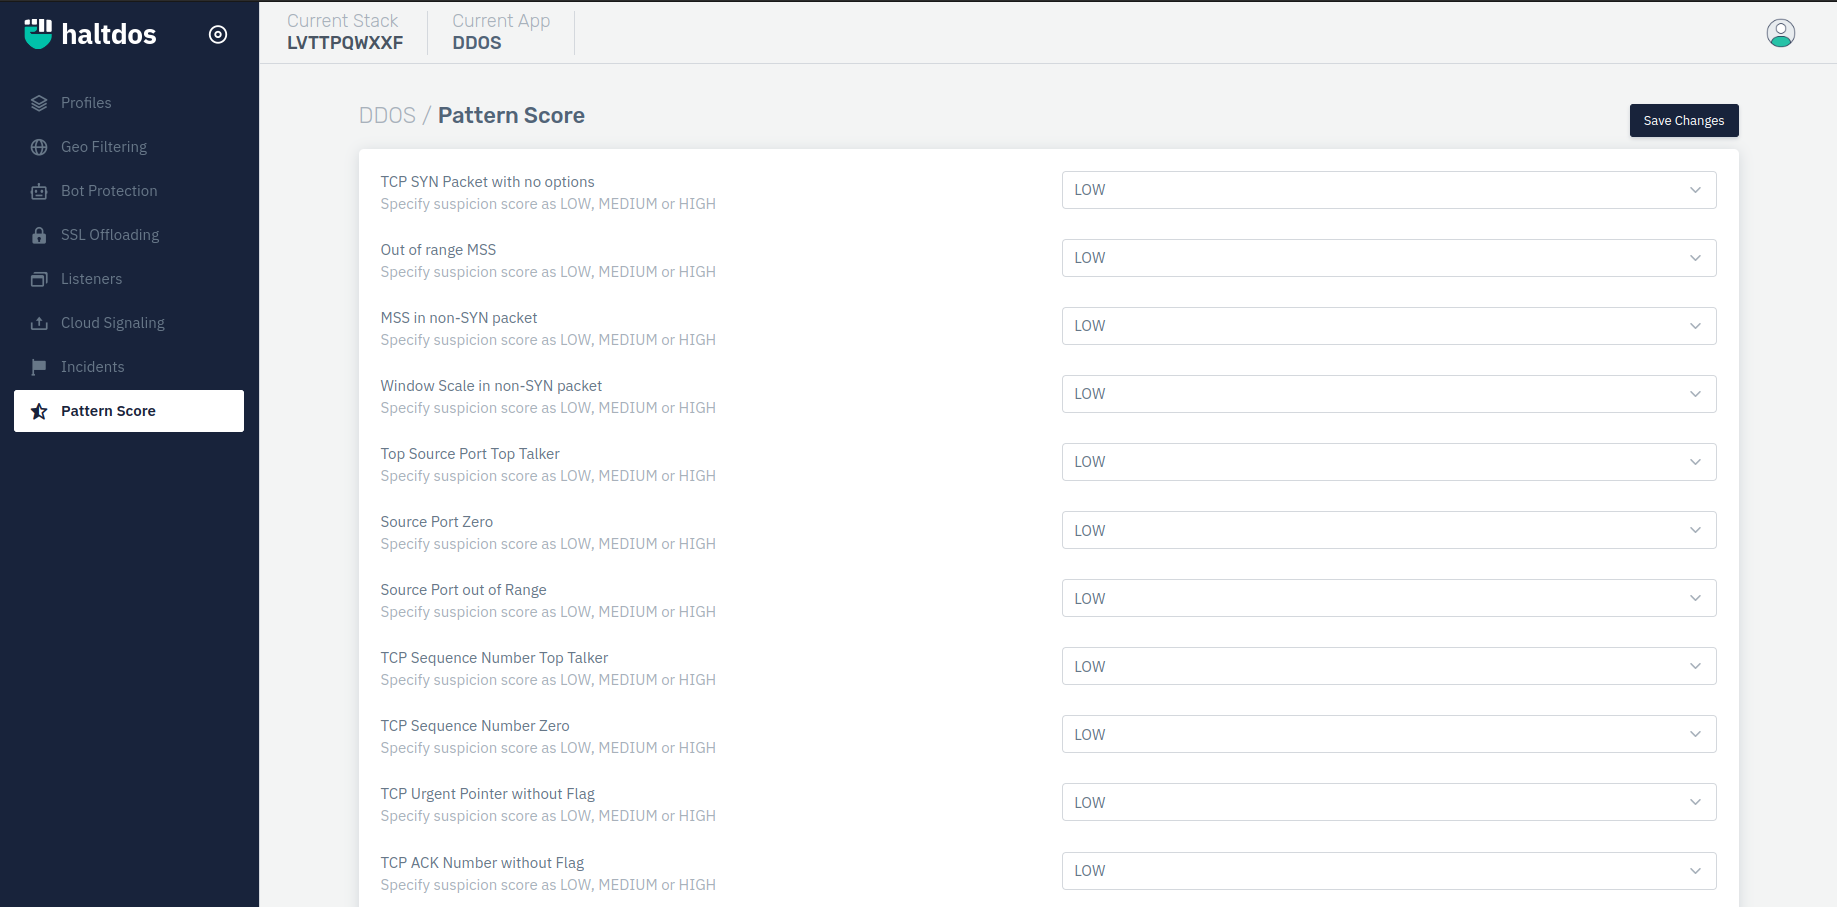 haltdos
Current Stack
LVTTPQWXXF
Current App
DDOS
Profiles
Geo Filtering
Bot Protection
SSL Offloading
Listeners
Cloud Signaling
Incidents
Pattern Score
DDOS / Pattern Score
Save Changes
TCP SYN Packet with no options
Specify suspicion score as LOW, MEDIUM or HIGH
LOW
Out of range MSS
Specify suspicion score as LOW, MEDIUM or HIGH
LOW
MSS in non-SYN packet
Specify suspicion score as LOW, MEDIUM or HIGH
LOW
Window Scale in non-SYN packet
Specify suspicion score as LOW, MEDIUM or HIGH
LOW
Top Source Port Top Talker
Specify suspicion score as LOW, MEDIUM or HIGH
LOW
Source Port Zero
Specify suspicion score as LOW, MEDIUM or HIGH
LOW
Source Port out of Range
Specify suspicion score as LOW, MEDIUM or HIGH
LOW
TCP Sequence Number Top Talker
Specify suspicion score as LOW, MEDIUM or HIGH
LOW
TCP Sequence Number Zero
Specify suspicion score as LOW, MEDIUM or HIGH
LOW
TCP Urgent Pointer without Flag
Specify suspicion score as LOW, MEDIUM or HIGH
LOW
TCP ACK Number without Flag
Specify suspicion score as LOW, MEDIUM or HIGH
LOW